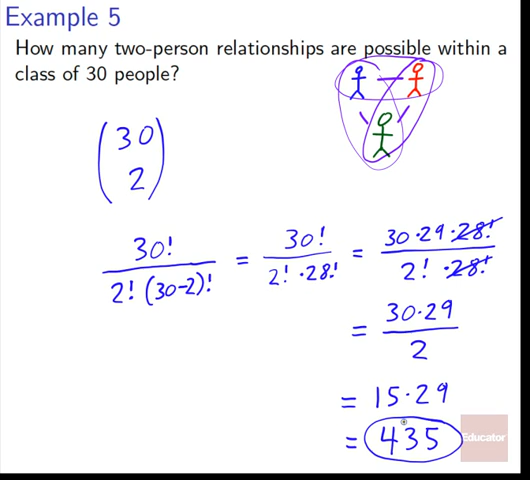 Example 5
How many two-person relationships are possible within a
class of 30 people?
(30
2)
30! / 2! (30-2)! = 30! / 2! · 28! = 30 · 29 · 28! / 2! · 28!
= 30 · 29 / 2
= 15 · 29
= 435
Educator